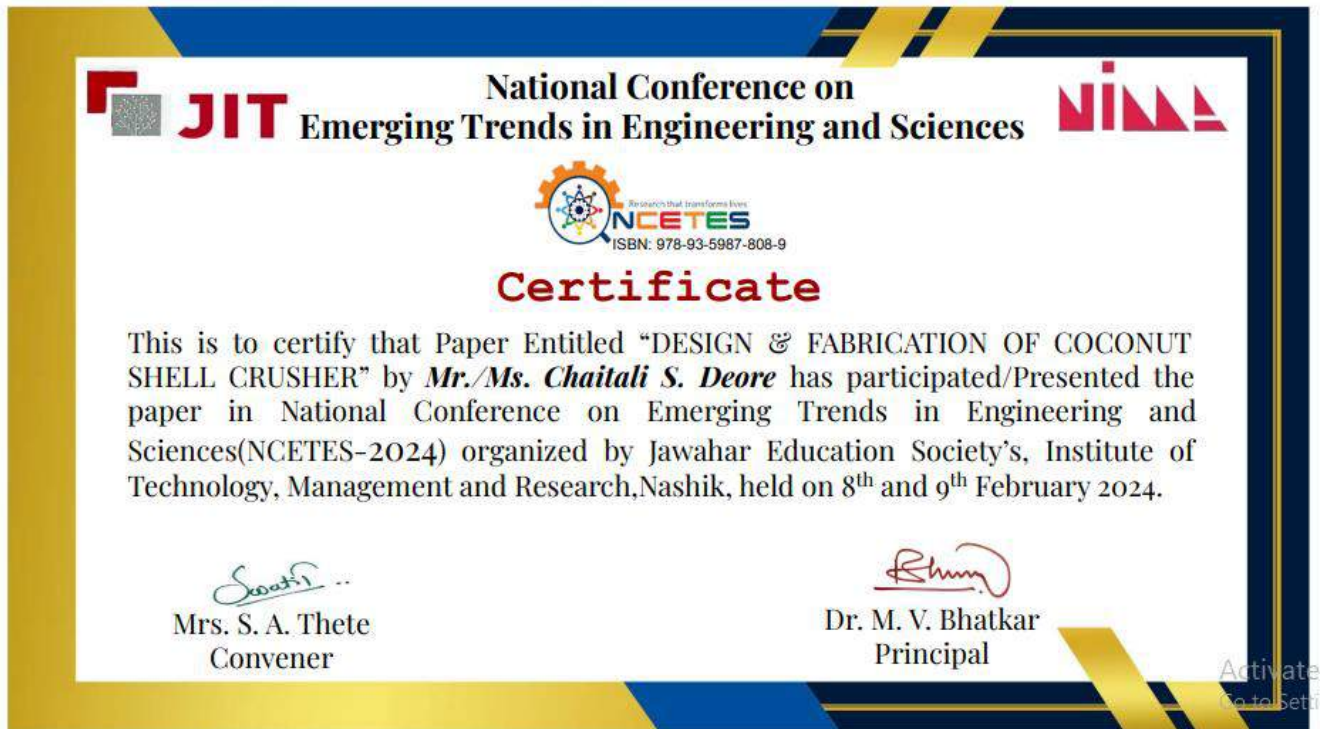 National Conference on
JIT Emerging Trends in Engineering and Sciences
NIMA
Research that transforms lives
NCETES
ISBN: 978-93-5987-808-9
Certificate
This is to certify that Paper Entitled “DESIGN & FABRICATION OF COCONUT
SHELL CRUSHER” by Mr./Ms. Chaitali S. Deore has participated/Presented the
paper in National Conference on Emerging Trends in Engineering and
Sciences(NCETES-2024) organized by Jawahar Education Society’s, Institute of
Technology, Management and Research,Nashik, held on 8th and 9th February 2024.
Mrs. S. A. Thete
Convener
Dr. M. V. Bhatkar
Principal
Activate
Go to Setti